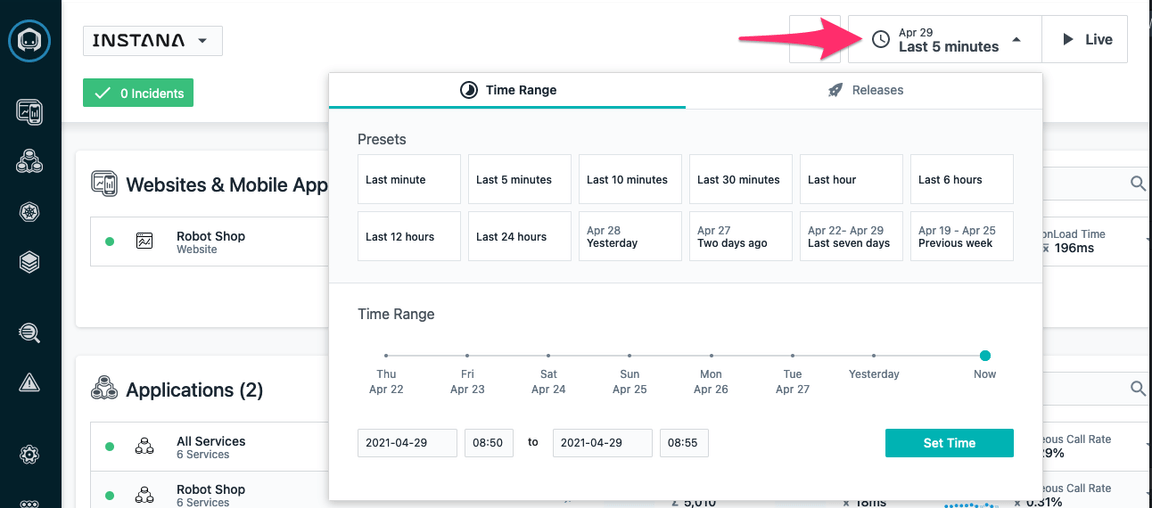 INSTANA
Apr 29
Last 5 minutes
Live
0 Incidents
Time Range
Releases
Presets
Last minute
Last 5 minutes
Last 10 minutes
Last 30 minutes
Last hour
Last 6 hours
Last 12 hours
Last 24 hours
Apr 28
Yesterday
Apr 27
Two days ago
Apr 22- Apr 29
Last seven days
Apr 19 - Apr 25
Previous week
Websites & Mobile App
Robot Shop
Website
onLoad Time
x̄ 196ms
Time Range
Thu
Apr 22
Fri
Apr 23
Sat
Apr 24
Sun
Apr 25
Mon
Apr 26
Tue
Apr 27
Yesterday
Now
2021-04-29
08:50
to
2021-04-29
08:55
Set Time
Applications (2)
All Services
6 Services
eous Call Rate
29%
Robot Shop
6 Services
5,010
18ms
eous Call Rate
0.31%